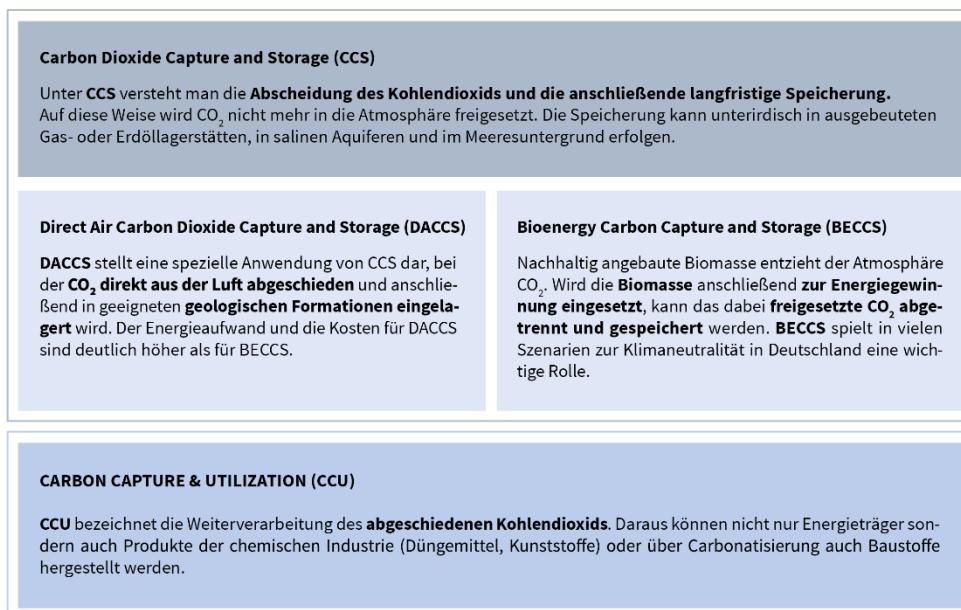 Carbon Dioxide Capture and Storage (CCS)
Unter CCS versteht man die Abscheidung des Kohlendioxids und die anschließende langfristige Speicherung.
Auf diese Weise wird CO₂ nicht mehr in die Atmosphäre freigesetzt. Die Speicherung kann unterirdisch in ausgebeuteten
Gas- oder Erdöllagerstätten, in salinen Aquiferen und im Meeresuntergrund erfolgen.
Direct Air Carbon Dioxide Capture and Storage (DACCS)
DACCS stellt eine spezielle Anwendung von CCS dar, bei
der CO₂ direkt aus der Luft abgeschieden und anschlie-
ßend in geeigneten geologischen Formationen eingela-
gert wird. Der Energieaufwand und die Kosten für DACCS
sind deutlich höher als für BECCS.
Bioenergy Carbon Capture and Storage (BECCS)
Nachhaltig angebaute Biomasse entzieht der Atmosphäre
CO₂. Wird die Biomasse anschließend zur Energiegewin-
nung eingesetzt, kann das dabei freigesetzte CO₂ abge-
trennt und gespeichert werden. BECCS spielt in vielen
Szenarien zur Klimaneutralität in Deutschland eine wich-
tige Rolle.
CARBON CAPTURE & UTILIZATION (CCU)
CCU bezeichnet die Weiterverarbeitung des abgeschiedenen Kohlendioxids. Daraus können nicht nur Energieträger son-
dern auch Produkte der chemischen Industrie (Düngemittel, Kunststoffe) oder über Carbonatisierung auch Baustoffe
hergestellt werden.